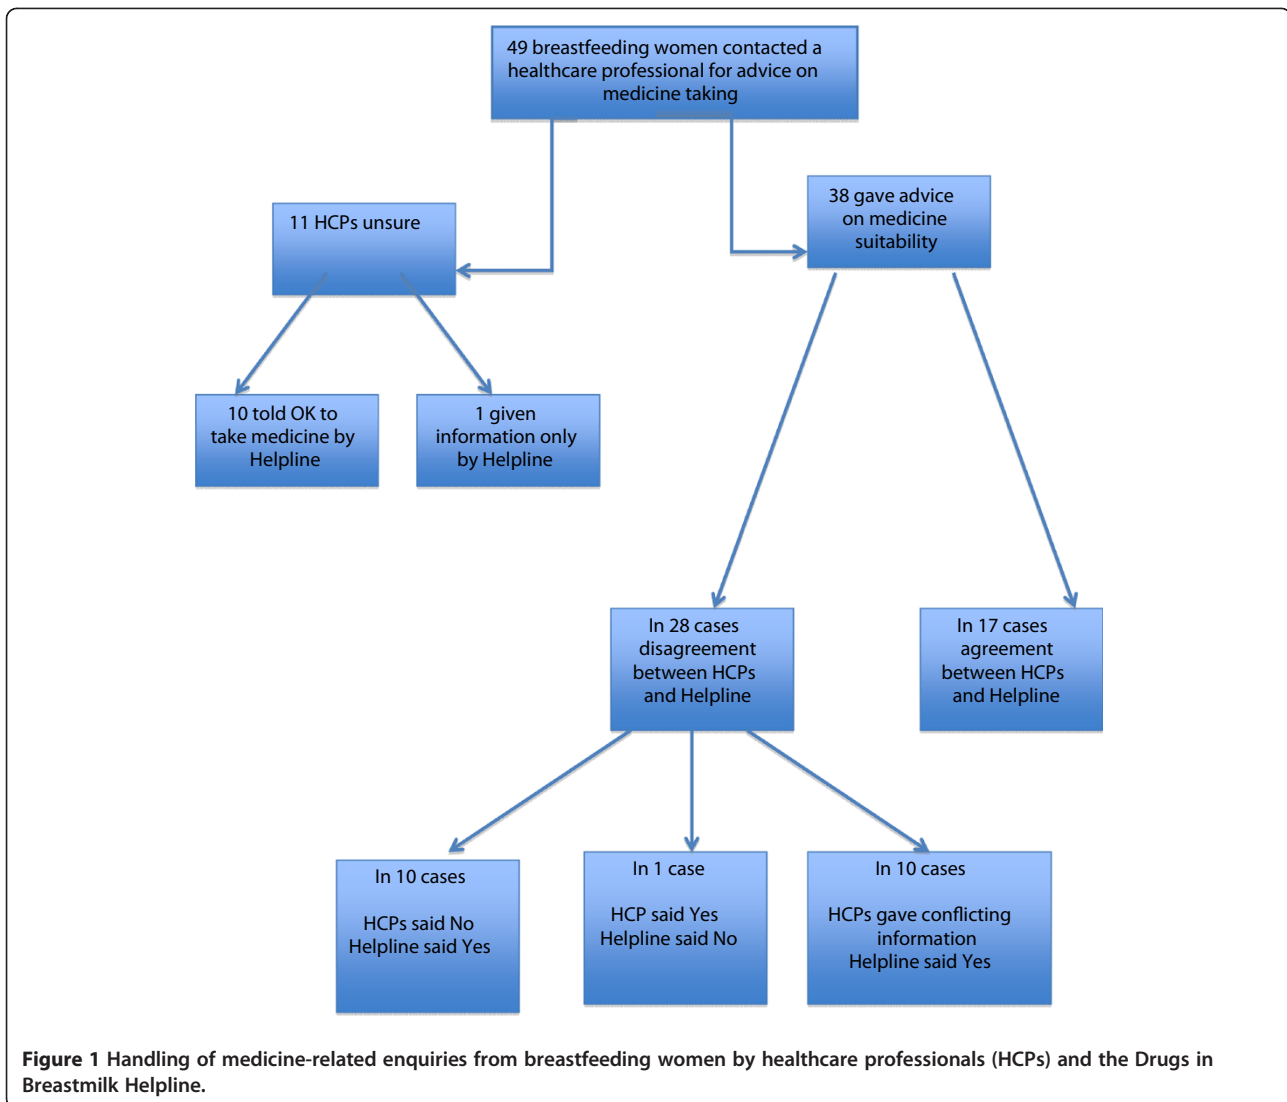 49 breastfeeding women contacted a
healthcare professional for advice on
medicine taking
38 gave advice
on medicine
suitability
11 HCPs unsure
10 told OK to
take medicine by
Helpline
1 given
information only
by Helpline
In 28 cases
disagreement
between HCPs
and Helpline
In 17 cases
agreement
between HCPs
and Helpline
In 10 cases
HCPs said No
Helpline said Yes
In 1 case
HCP said Yes
Helpline said No
In 10 cases
HCPs gave conflicting
information
Helpline said Yes
Figure 1 Handling of medicine-related enquiries from breastfeeding women by healthcare professionals (HCPs) and the Drugs in
Breastmilk Helpline.